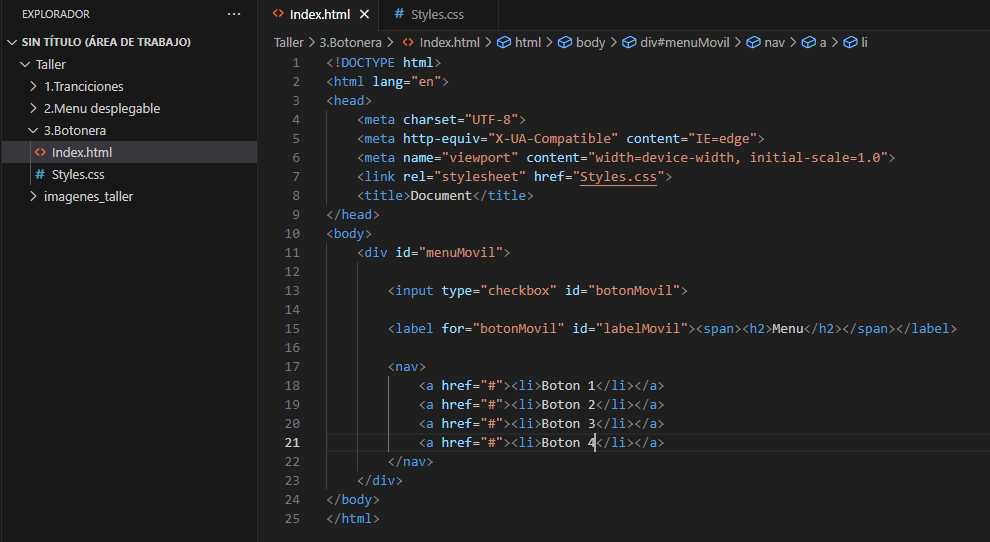 EXPLORADOR ···
SIN TÍTULO (ÁREA DE TRABAJO)
Taller
1.Tranciciones
2.Menu desplegable
3.Botonera
Index.html
Styles.css
imagenes_taller
Index.html
Styles.css
Taller > 3.Botonera > Index.html > html > body > div#menuMovil > nav > a > li
1 <!DOCTYPE html>
2 <html lang="en">
3 <head>
4 <meta charset="UTF-8">
5 <meta http-equiv="X-UA-Compatible" content="IE=edge">
6 <meta name="viewport" content="width=device-width, initial-scale=1.0">
7 <link rel="stylesheet" href="Styles.css">
8 <title>Document</title>
9 </head>
10 <body>
11 <div id="menuMovil">
12
13 <input type="checkbox" id="botonMovil">
14
15 <label for="botonMovil" id="labelMovil"><span><h2>Menu</h2></span></label>
16
17 <nav>
18 <a href="#"><li>Boton 1</li></a>
19 <a href="#"><li>Boton 2</li></a>
20 <a href="#"><li>Boton 3</li></a>
21 <a href="#"><li>Boton 4</li></a>
22 </nav>
23 </div>
24 </body>
25 </html>